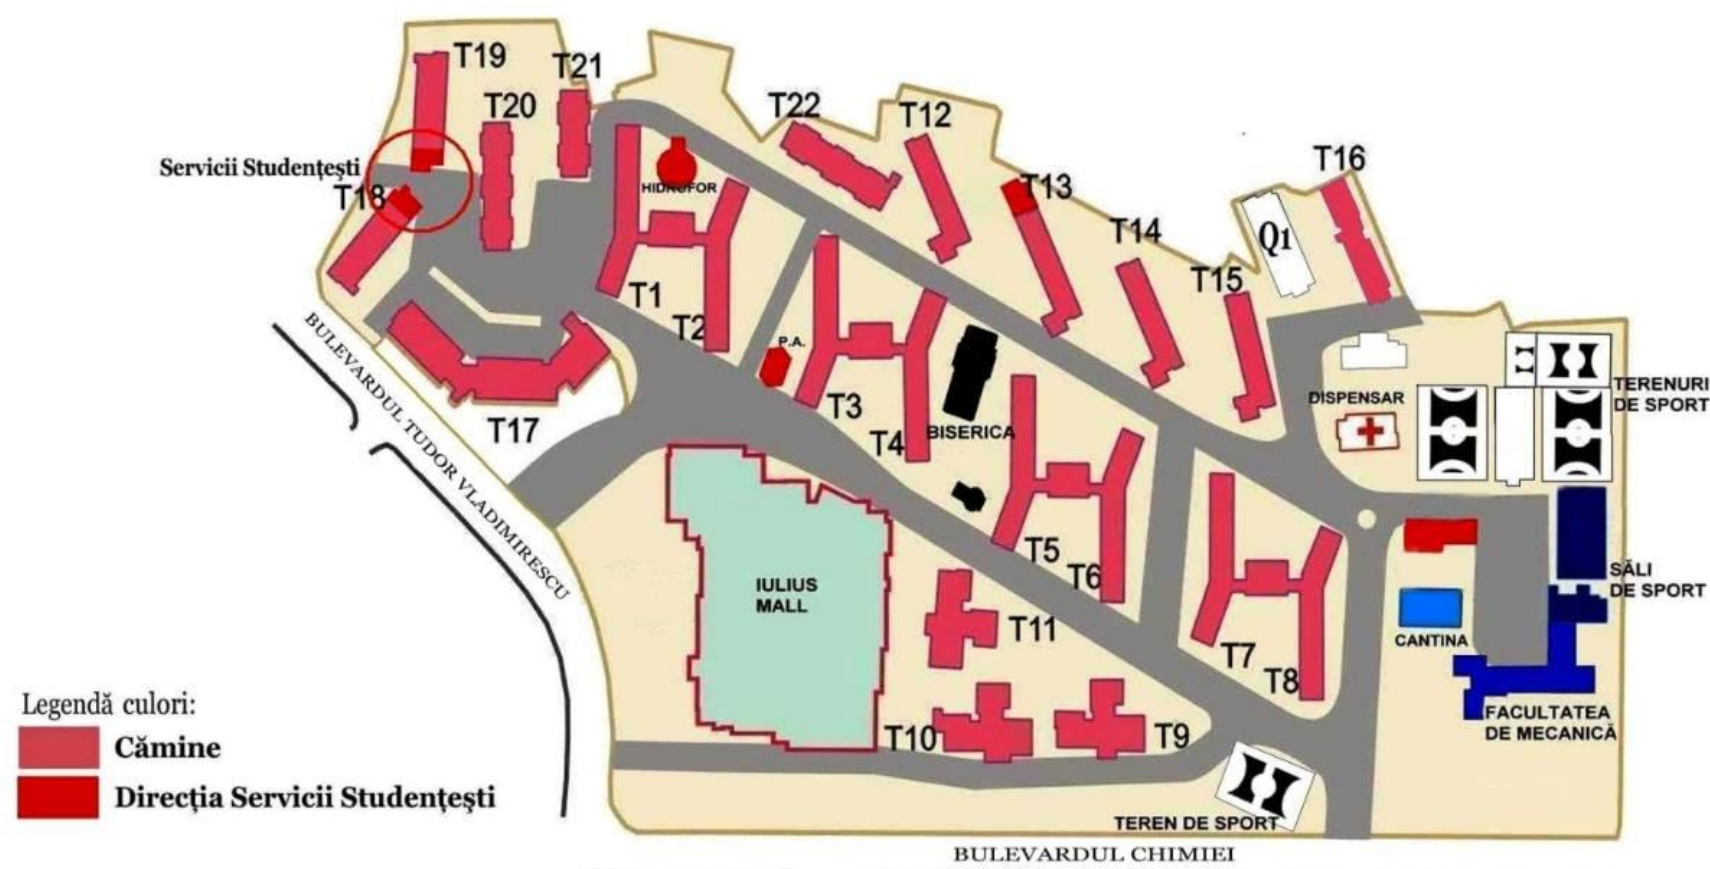 T19
T21
T20
T22
T12
Servicii Studențești
T18
T13
T16
HIDROFOR
Q1
T14
T15
T1
T2
BULEVARDUL TUDOR VLADIMIRESCU
P.A.
T3
T4
BISERICA
T17
DISPENSAR
TERENURI
DE SPORT
T5
T6
IULIUS
MALL
T11
SĂLI
DE SPORT
CANTINA
T7
T8
T10
T9
FACULTATEA
DE MECANICĂ
Legendă culori:
Cămine
Direcția Servicii Studențești
TEREN DE SPORT
BULEVARDUL CHIMIEI